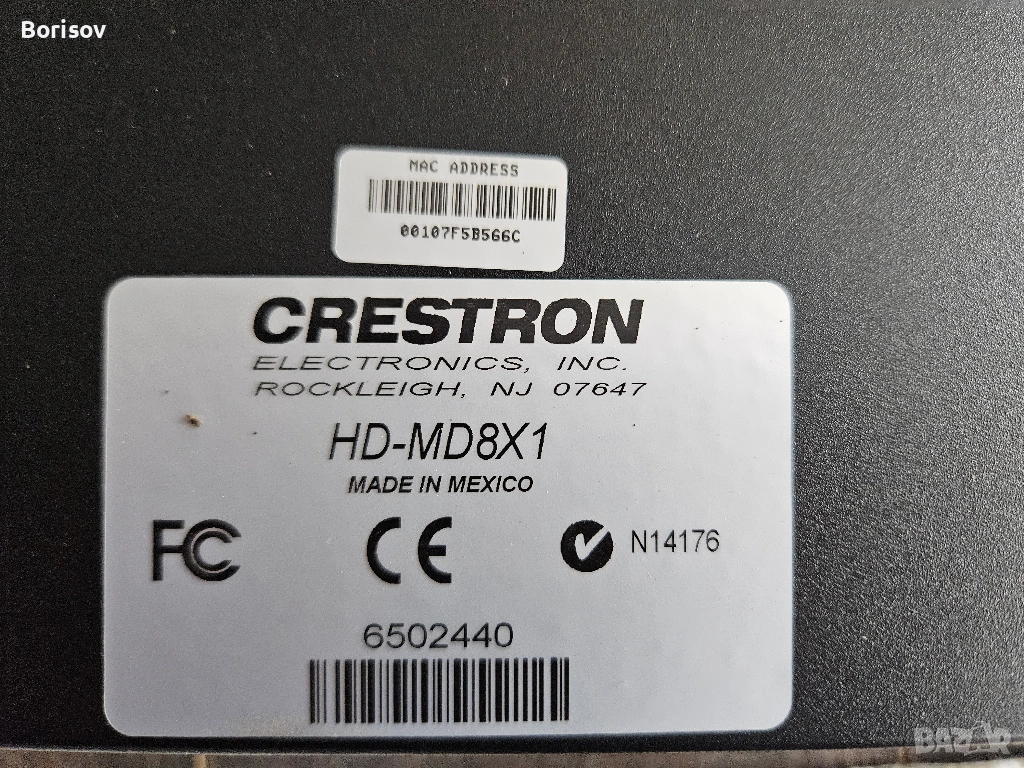 Borisov
MAC ADDRESS
00107F5B566C
CRESTRON
ELECTRONICS, INC.
ROCKLEIGH, NJ 07647
HD-MD8X1
MADE IN MEXICO
FC CE N14176
6502440
BAZAR